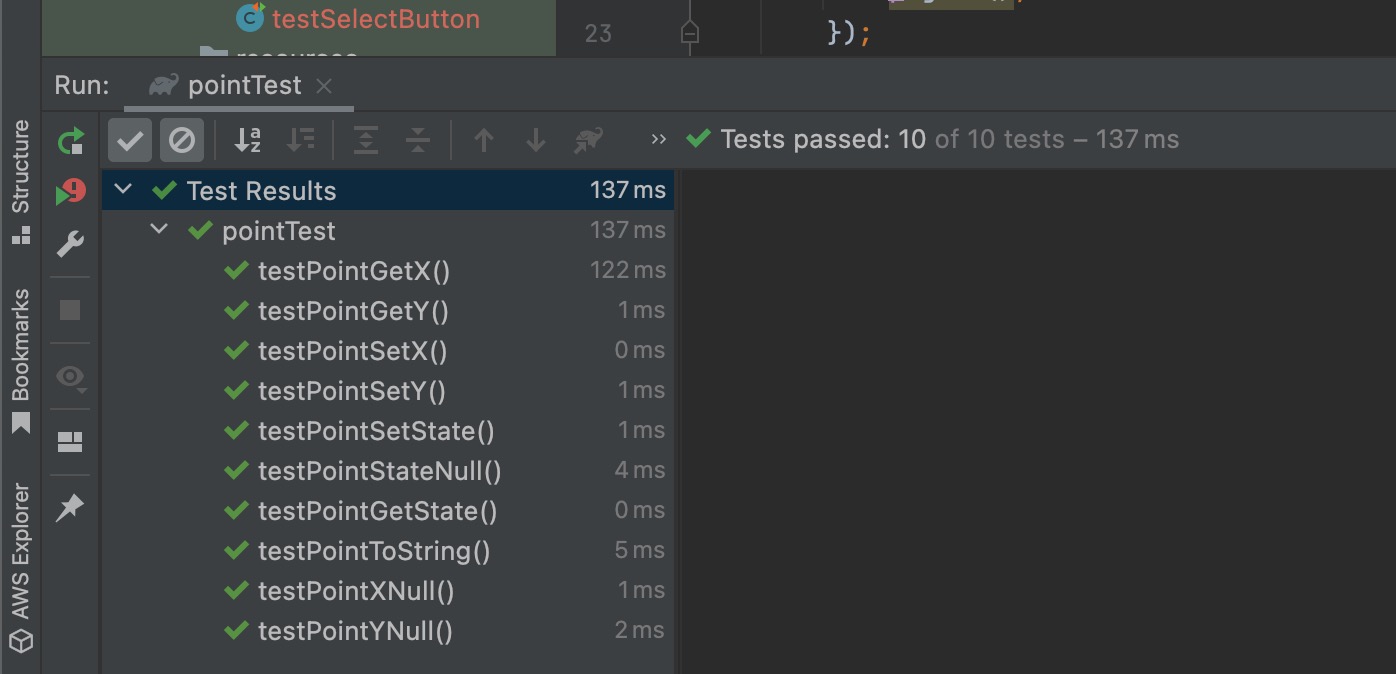 testSelectButton
23
});
Run: pointTest
Tests passed: 10 of 10 tests – 137 ms
Test Results 137 ms
pointTest 137 ms
testPointGetX() 122 ms
testPointGetY() 1 ms
testPointSetX() 0 ms
testPointSetY() 1 ms
testPointSetState() 1 ms
testPointStateNull() 4 ms
testPointGetState() 0 ms
testPointToString() 5 ms
testPointXNull() 1 ms
testPointYNull() 2 ms
Structure
Bookmarks
AWS Explorer